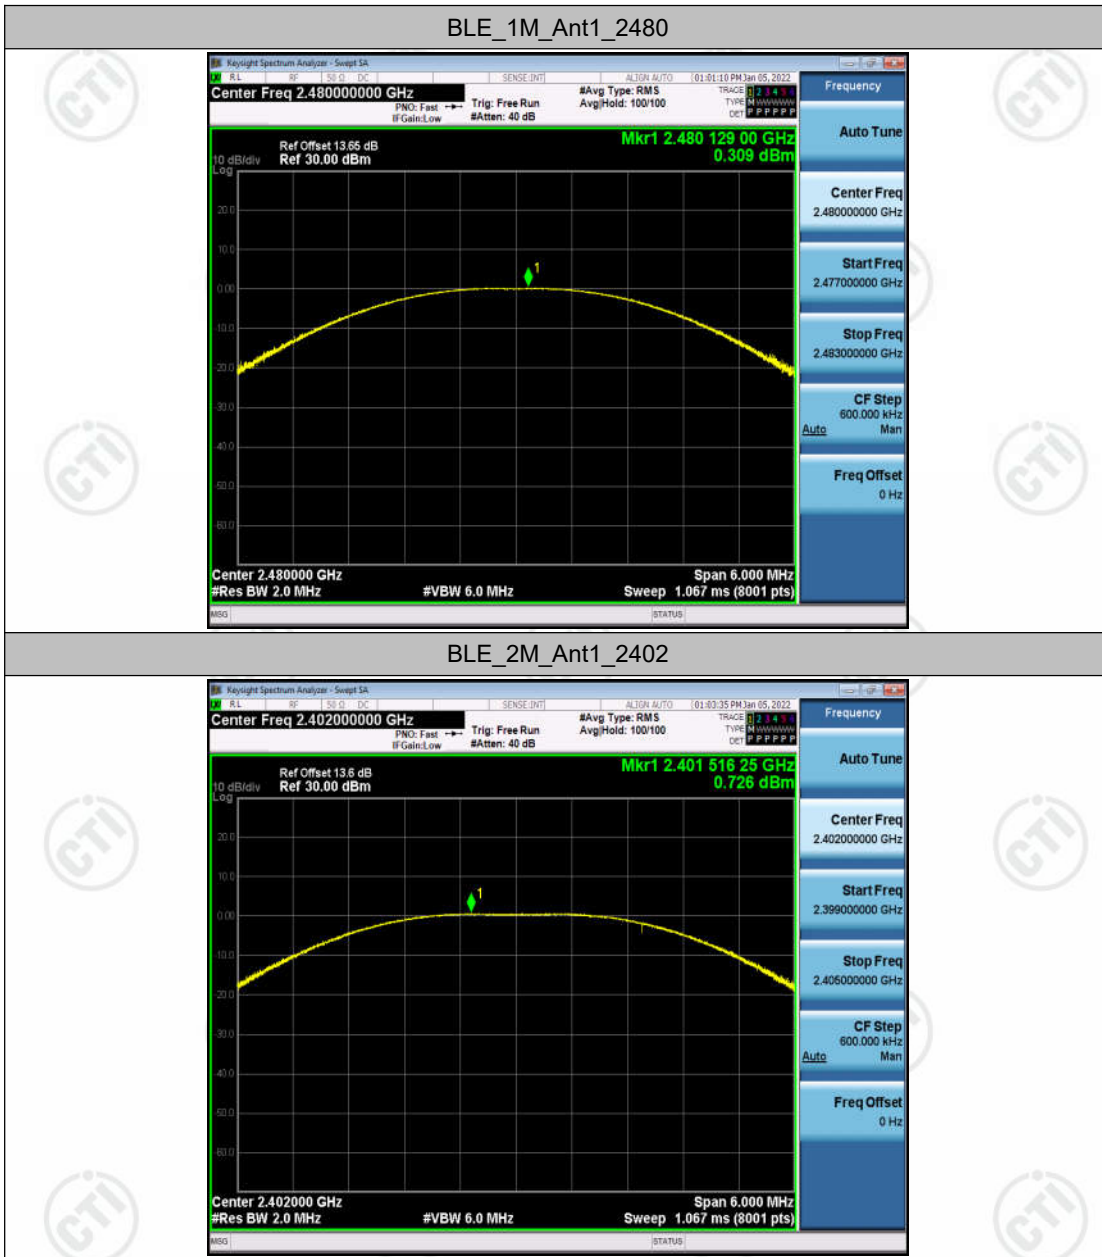 BLE_1M_Ant1_2480
Keysight Spectrum Analyzer - Swept SA
RL RF 50 Ω DC SENSE:INT ALIGN AUTO 01:01:10 PM Jan 05, 2022
Center Freq 2.480000000 GHz #Avg Type: RMS TRACE 1 2 3 4 5 6 Frequency
PNO: Fast Trig: Free Run Avg|Hold: 100/100 TYPE M WWWWW
IFGain:Low #Atten: 40 dB DET P P P P P P
Auto Tune
Mkr1 2.480 129 00 GHz
Ref Offset 13.65 dB
10 dB/div Ref 30.00 dBm 0.309 dBm
Log
Center Freq
2.480000000 GHz
20.0
10.0
Start Freq
2.477000000 GHz
1
0.00
-10.0
Stop Freq
2.483000000 GHz
-20.0
-30.0
CF Step
600.000 kHz
Auto Man
-40.0
Freq Offset
0 Hz
-50.0
-60.0
Center 2.480000 GHz Span 6.000 MHz
#Res BW 2.0 MHz #VBW 6.0 MHz Sweep 1.067 ms (8001 pts)
MSG STATUS
BLE_2M_Ant1_2402
Keysight Spectrum Analyzer - Swept SA
RL RF 50 Ω DC SENSE:INT ALIGN AUTO 01:03:35 PM Jan 05, 2022
Center Freq 2.402000000 GHz #Avg Type: RMS TRACE 1 2 3 4 5 6 Frequency
PNO: Fast Trig: Free Run Avg|Hold: 100/100 TYPE M WWWWW
IFGain:Low #Atten: 40 dB DET P P P P P P
Auto Tune
Mkr1 2.401 516 25 GHz
Ref Offset 13.6 dB
10 dB/div Ref 30.00 dBm 0.726 dBm
Log
Center Freq
2.402000000 GHz
20.0
10.0
Start Freq
2.399000000 GHz
1
0.00
-10.0
Stop Freq
2.405000000 GHz
-20.0
-30.0
CF Step
600.000 kHz
Auto Man
-40.0
Freq Offset
0 Hz
-50.0
-60.0
Center 2.402000 GHz Span 6.000 MHz
#Res BW 2.0 MHz #VBW 6.0 MHz Sweep 1.067 ms (8001 pts)
MSG STATUS
CTI
CTI
CTI
CTI
CTI
CTI
CTI
CTI